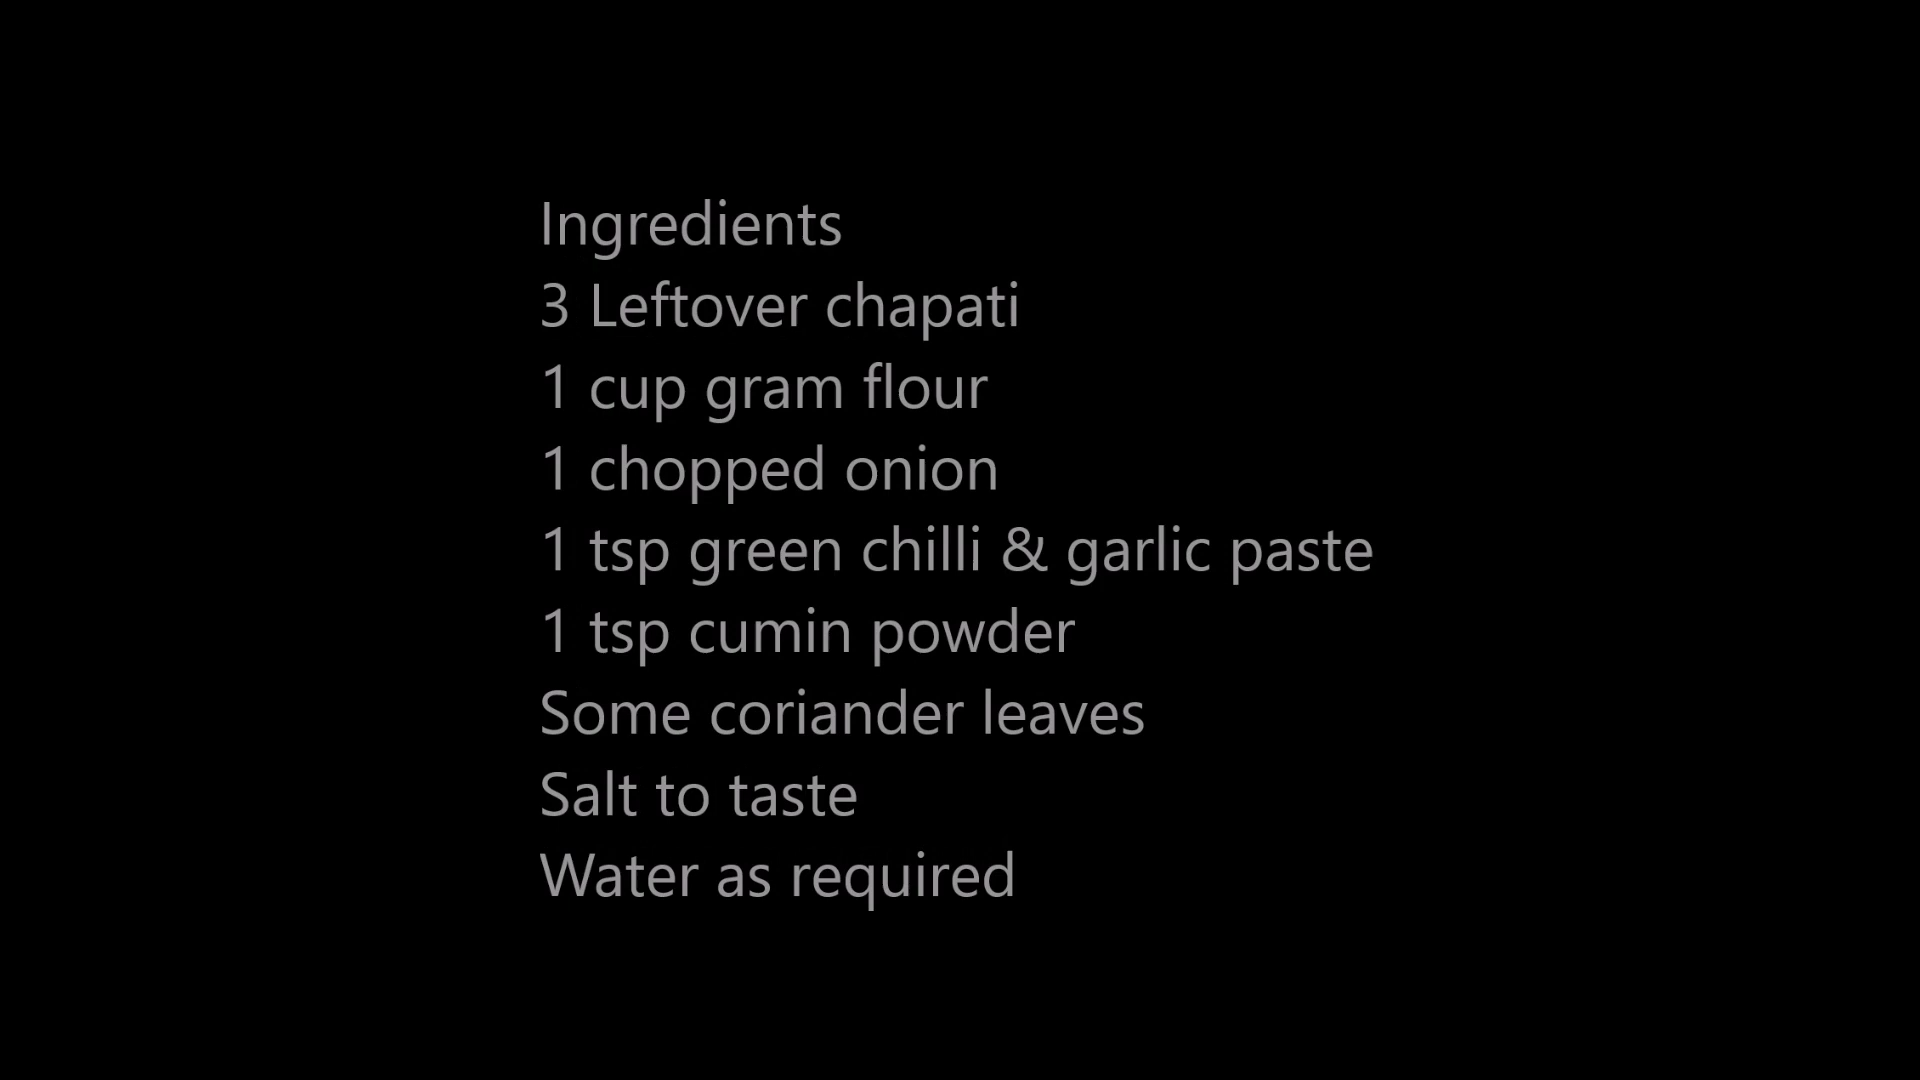 Ingredients
3 Leftover chapati
1 cup gram flour
1 chopped onion
1 tsp green chilli & garlic paste
1 tsp cumin powder
Some coriander leaves
Salt to taste
Water as required